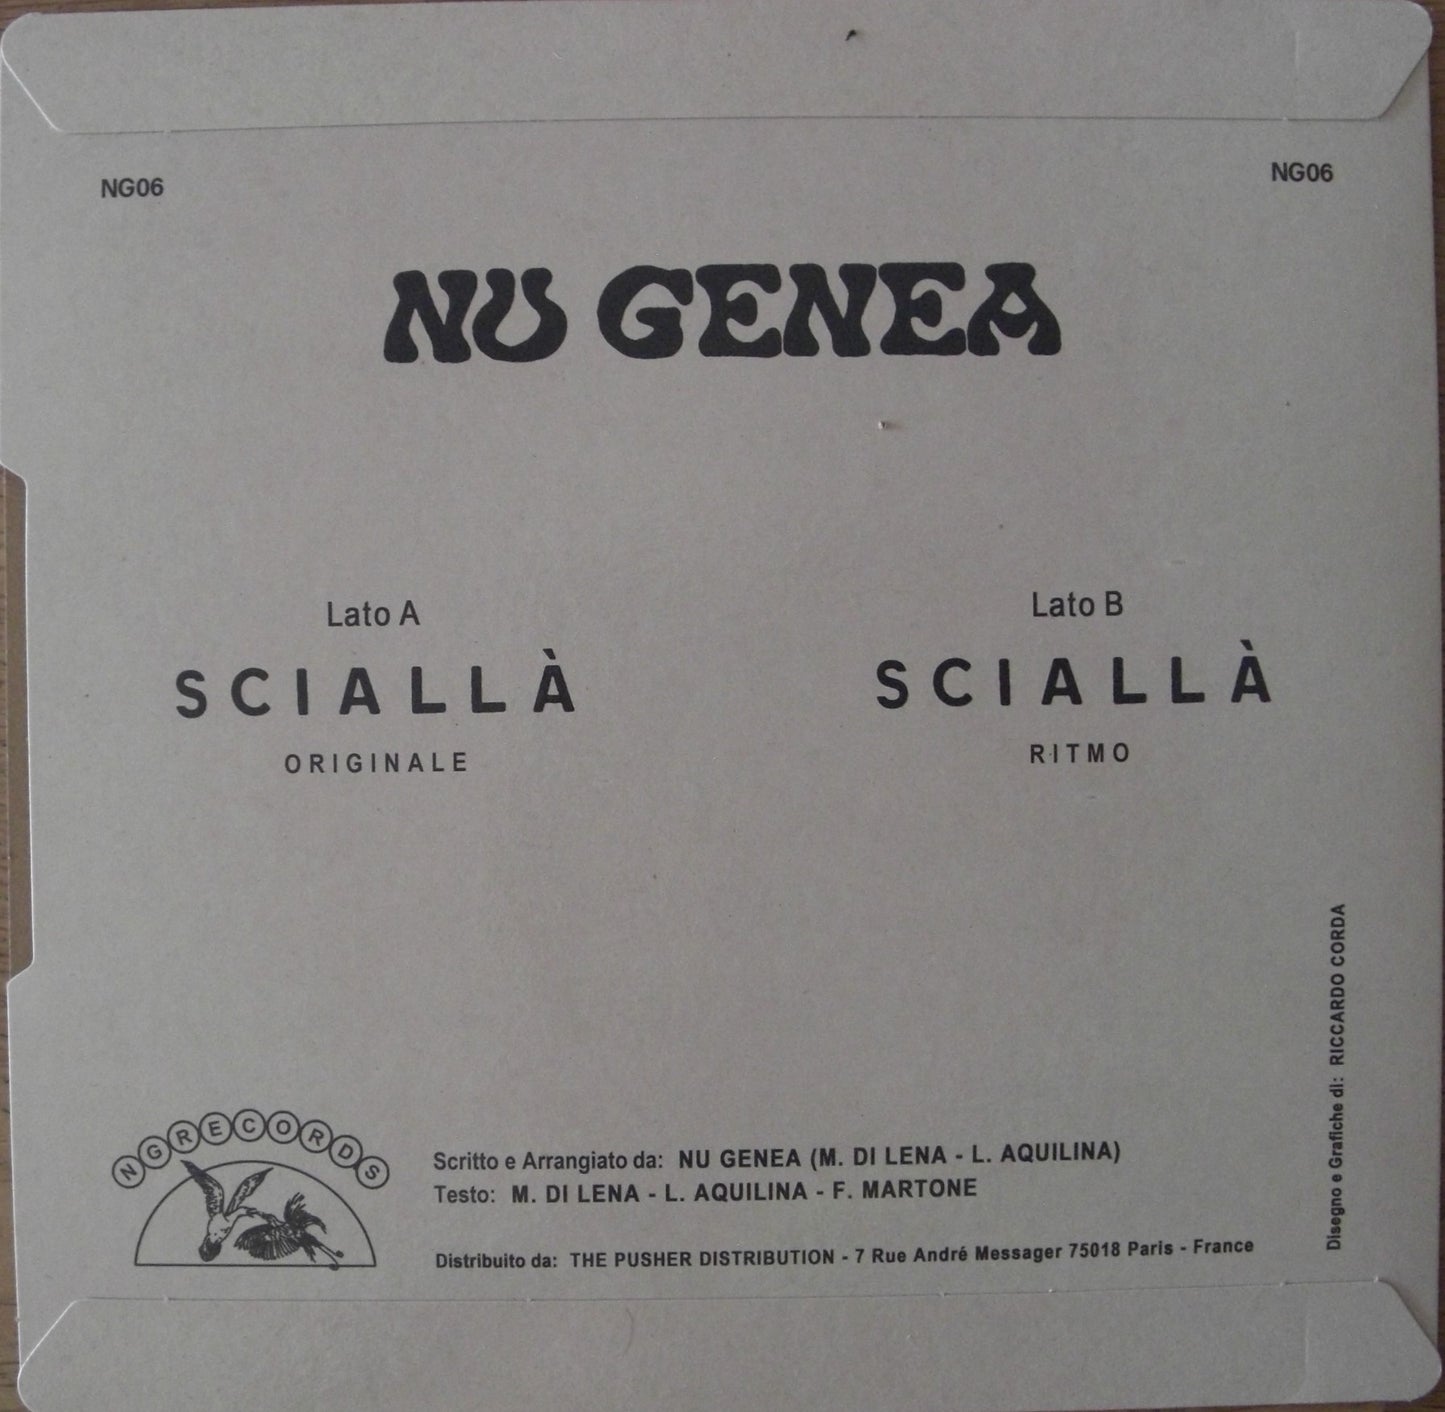 NG06
NG06
NU GENEA
Lato A
SCIALLÀ
ORIGINALE
Lato B
SCIALLÀ
RITMO
NGRECORDS
Scritto e Arrangiato da: NU GENEA (M. DI LENA - L. AQUILINA)
Testo: M. DI LENA - L. AQUILINA - F. MARTONE
Distribuito da: THE PUSHER DISTRIBUTION - 7 Rue André Messager 75018 Paris - France
Disegno e Grafiche di: RICCARDO CORDA